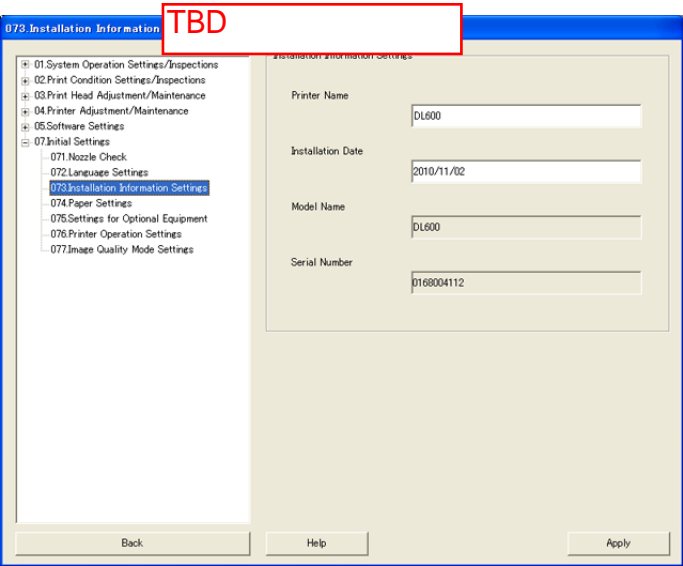 073.Installation Information
TBD
01.System Operation Settings/Inspections
02.Print Condition Settings/Inspections
03.Print Head Adjustment/Maintenance
04.Printer Adjustment/Maintenance
05.Software Settings
07.Initial Settings
071.Nozzle Check
072.Language Settings
073.Installation Information Settings
074.Paper Settings
075.Settings for Optional Equipment
076.Printer Operation Settings
077.Image Quality Mode Settings
Installation Information Settings
Printer Name
DL600
Installation Date
2010/11/02
Model Name
DL600
Serial Number
0168004112
Back
Help
Apply